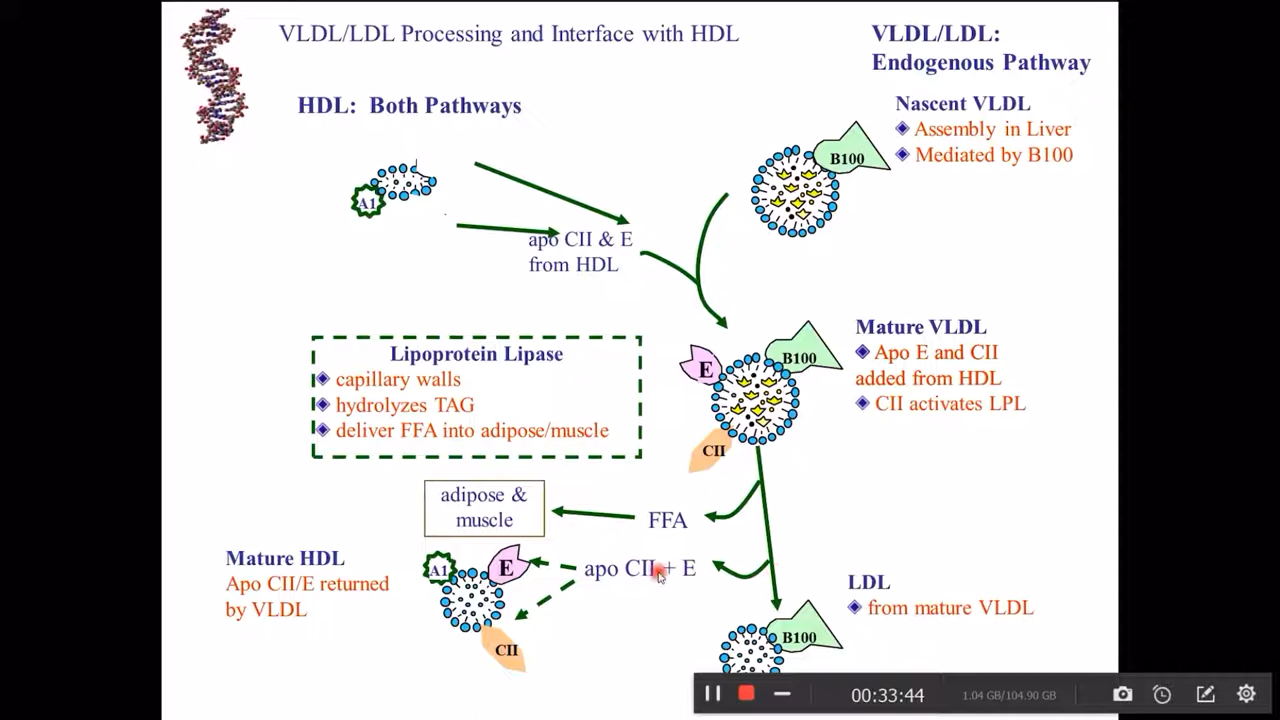 VLDL/LDL Processing and Interface with HDL
VLDL/LDL:
Endogenous Pathway
HDL: Both Pathways
Nascent VLDL
Assembly in Liver
Mediated by B100
B100
A1
apo CII & E
from HDL
Mature VLDL
Apo E and CII
added from HDL
CII activates LPL
B100
E
CII
Lipoprotein Lipase
capillary walls
hydrolyzes TAG
deliver FFA into adipose/muscle
adipose &
muscle
FFA
Mature HDL
Apo CII/E returned
by VLDL
A1
E
CII
apo CII + E
LDL
from mature VLDL
B100
00:33:44
1.04 GB/104.90 GB